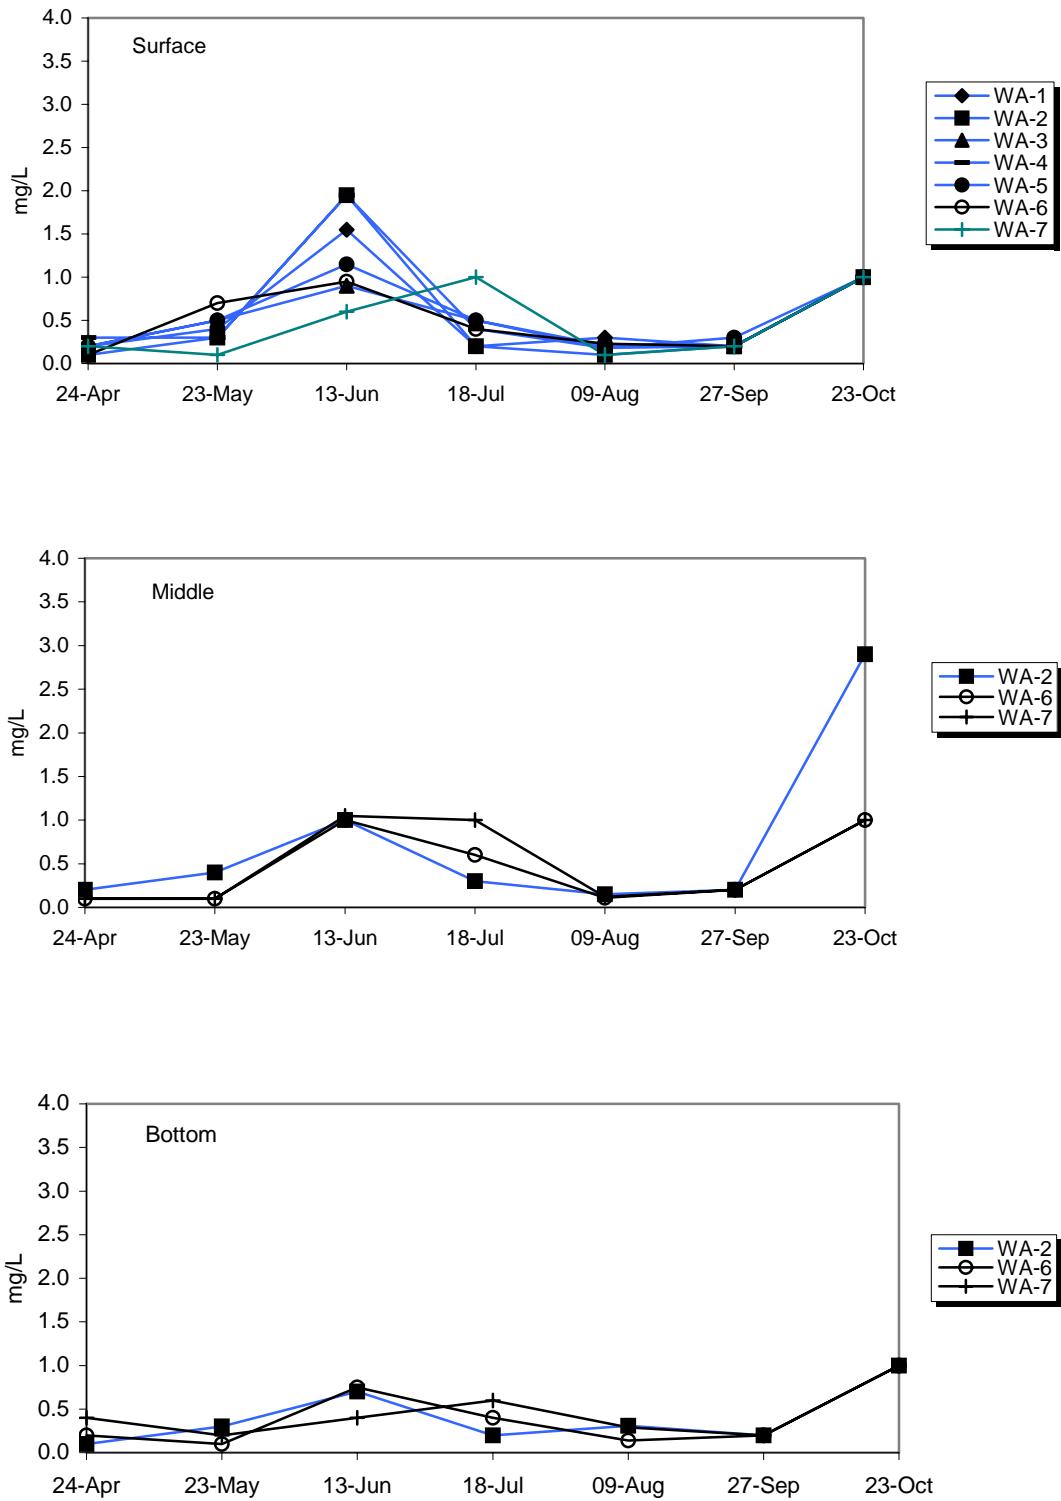 Surface
mg/L
4.0
3.5
3.0
2.5
2.0
1.5
1.0
0.5
0.0
24-Apr 23-May 13-Jun 18-Jul 09-Aug 27-Sep 23-Oct
WA-1
WA-2
WA-3
WA-4
WA-5
WA-6
WA-7
Middle
mg/L
4.0
3.5
3.0
2.5
2.0
1.5
1.0
0.5
0.0
24-Apr 23-May 13-Jun 18-Jul 09-Aug 27-Sep 23-Oct
WA-2
WA-6
WA-7
Bottom
mg/L
4.0
3.5
3.0
2.5
2.0
1.5
1.0
0.5
0.0
24-Apr 23-May 13-Jun 18-Jul 09-Aug 27-Sep 23-Oct
WA-2
WA-6
WA-7